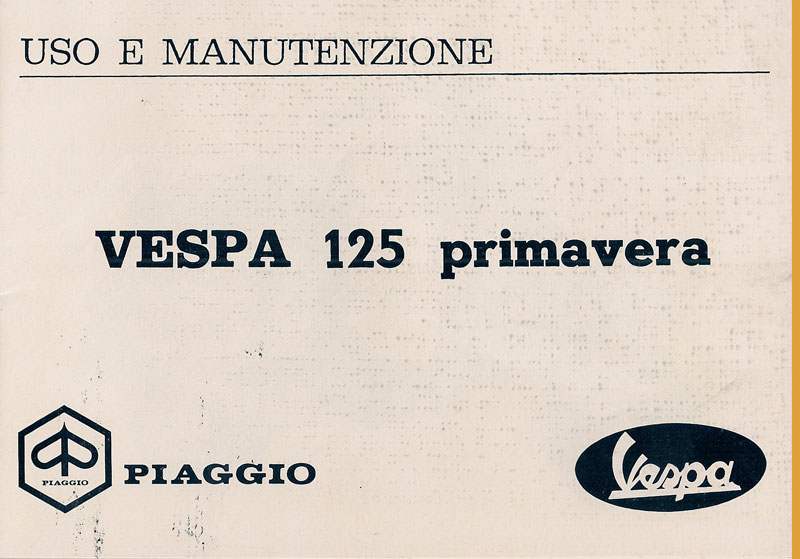 USO E MANUTENZIONE
VESPA 125 primavera
PIAGGIO
PIAGGIO
Vespa